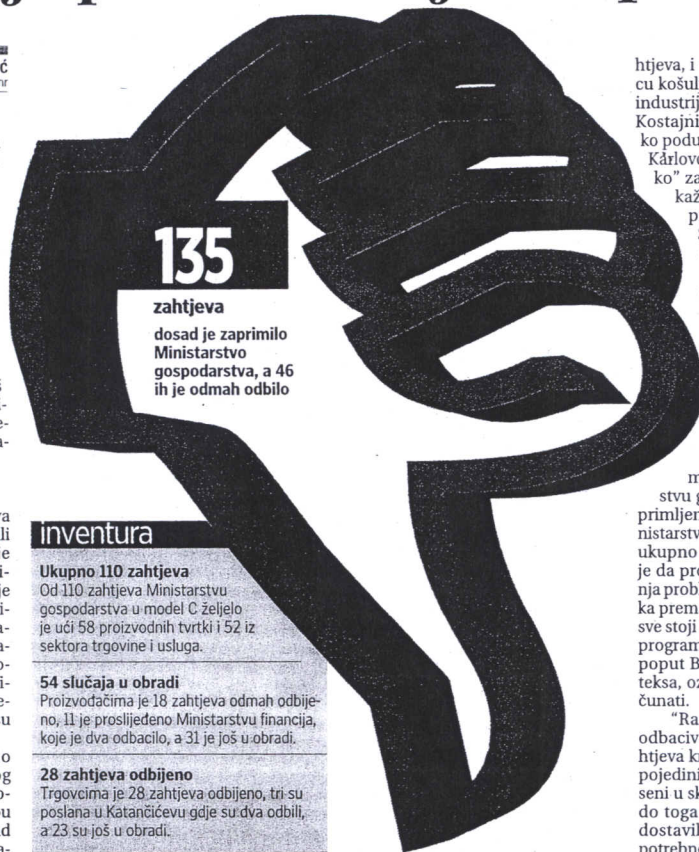 ć
hr
135
zahtjeva
dosad je zaprimilo
Ministarstvo
gospodarstva, a 46
ih je odmah odbilo
inventura
Ukupno 110 zahtjeva
Od 110 zahtjeva Ministarstvu
gospodarstva u model C željelo
je ući 58 proizvodnih tvrtki i 52 iz
sektora trgovine i usluga.
54 slučaja u obradi
Proizvođačima je 18 zahtjeva odmah odbije-
no, 11 je proslijeđeno Ministarstvu financija,
koje je dva odbacilo, a 31 je još u obradi.
28 zahtjeva odbijeno
Trgovcima je 28 zahtjeva odbijeno, tri su
poslana u Katančićevu gdje su dva odbili,
a 23 su još u obradi.
htjeva, i
cu košul
industrij
Kostajni
ko podu
Karlov
ko" za
kaž
p
m
stvu g
primljen
nistarstv
ukupno
je da pro
nja prob
ka prem
sve stoji
program
poput B
teksa, oz
čunati.
"Ra
odbaciv
htjeva k
pojedini
seni u sk
do toga
dostavil
potrebn